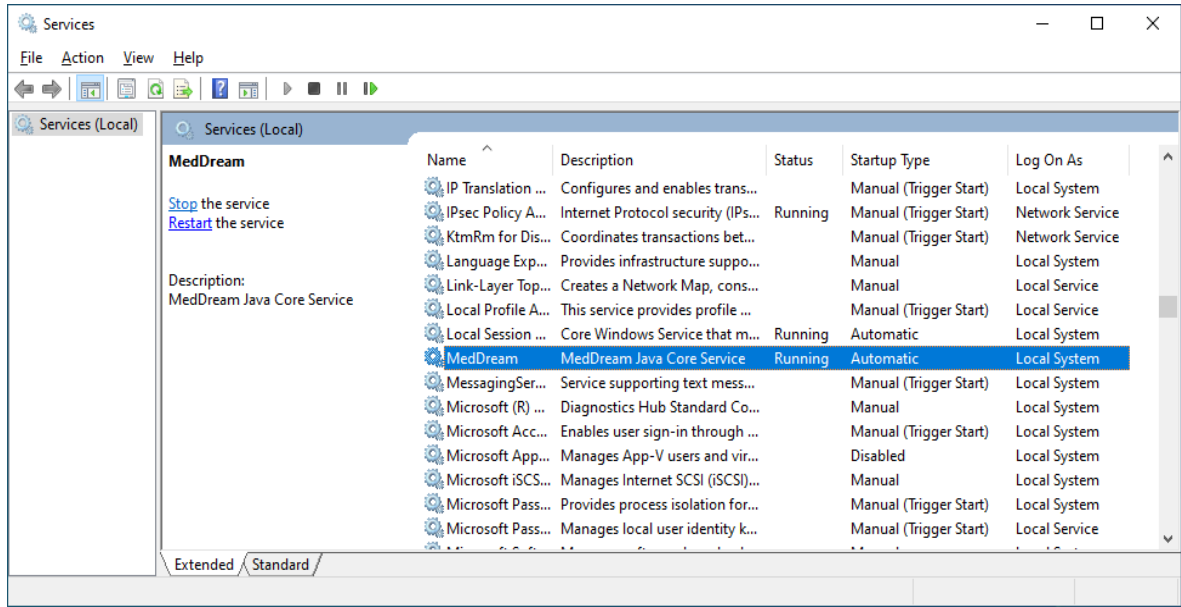 Services
File Action View Help
Services (Local)
Services (Local)
MedDream
Stop the service
Restart the service
Description:
MedDream Java Core Service
Name Description Status Startup Type Log On As
IP Translation ... Configures and enables trans... Manual (Trigger Start) Local System
IPsec Policy A... Internet Protocol security (IPs... Running Manual (Trigger Start) Network Service
KtmRm for Dis... Coordinates transactions bet... Manual (Trigger Start) Network Service
Language Exp... Provides infrastructure suppo... Manual Local System
Link-Layer Top... Creates a Network Map, cons... Manual Local Service
Local Profile A... This service provides profile ... Manual (Trigger Start) Local Service
Local Session ... Core Windows Service that m... Running Automatic Local System
MedDream MedDream Java Core Service Running Automatic Local System
MessagingSer... Service supporting text mess... Manual (Trigger Start) Local System
Microsoft (R) ... Diagnostics Hub Standard Co... Manual Local System
Microsoft Acc... Enables user sign-in through ... Manual (Trigger Start) Local System
Microsoft App... Manages App-V users and vir... Disabled Local System
Microsoft iSCS... Manages Internet SCSI (iSCSI)... Manual Local System
Microsoft Pass... Provides process isolation for... Manual (Trigger Start) Local System
Microsoft Pass... Manages local user identity k... Manual (Trigger Start) Local Service
Extended Standard